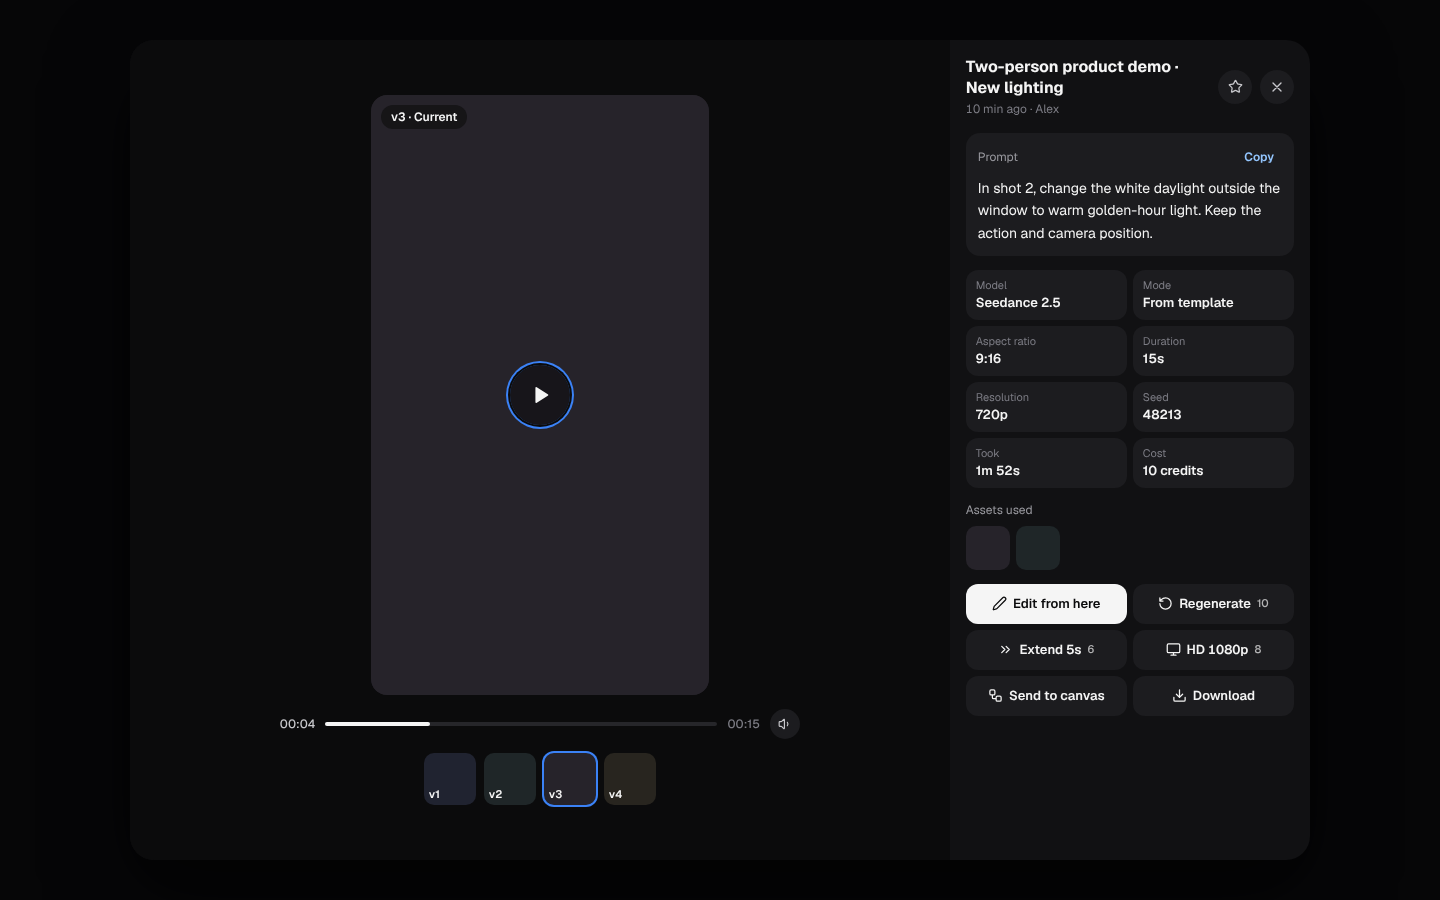 v3 · Current
00:04
00:15
v1
v2
v3
v4
Two-person product demo ·
New lighting
10 min ago · Alex
Prompt
Copy
In shot 2, change the white daylight outside the
window to warm golden-hour light. Keep the
action and camera position.
Model
Seedance 2.5
Mode
From template
Aspect ratio
9:16
Duration
15s
Resolution
720p
Seed
48213
Took
1m 52s
Cost
10 credits
Assets used
Edit from here
Regenerate 10
Extend 5s 6
HD 1080p 8
Send to canvas
Download